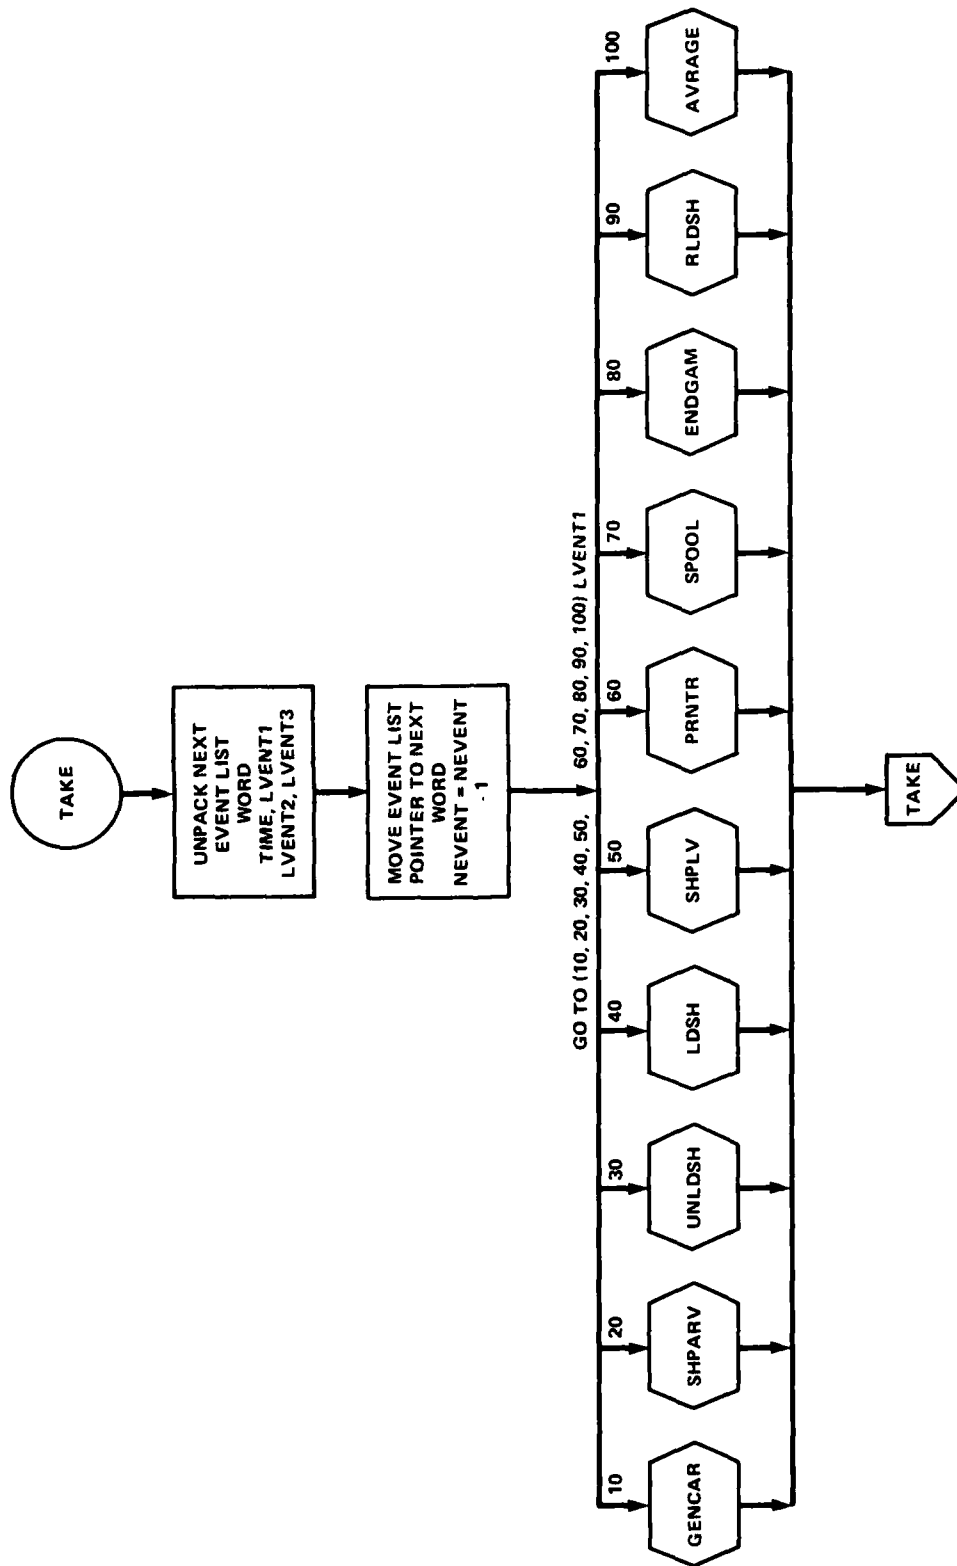 TAKE
UNPACK NEXT
EVENT LIST
WORD
TIME, LVENT1
LVENT2, LVENT3
MOVE EVENT LIST
POINTER TO NEXT
WORD
NEVENT = NEVENT
- 1
GO TO (10, 20, 30, 40, 50, 60, 70, 80, 90, 100) LVENT1
10
20
30
40
50
60
70
80
90
100
GENCAR
SHPARV
UNLDSH
LDSH
SHPLV
PRNTR
SPOOL
ENDGAM
RLDSH
AVRAGE
TAKE